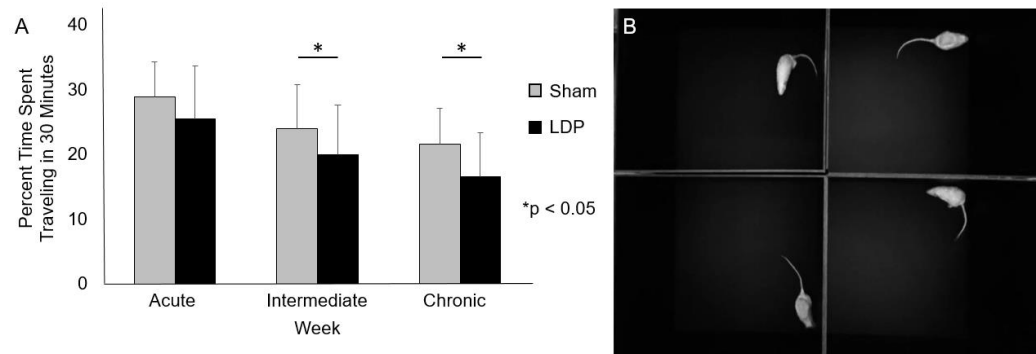 A
Percent Time Spent
Traveling in 30 Minutes
40
30
20
10
0
*
*
Acute
Intermediate
Chronic
Week
Sham
LDP
*p < 0.05
B